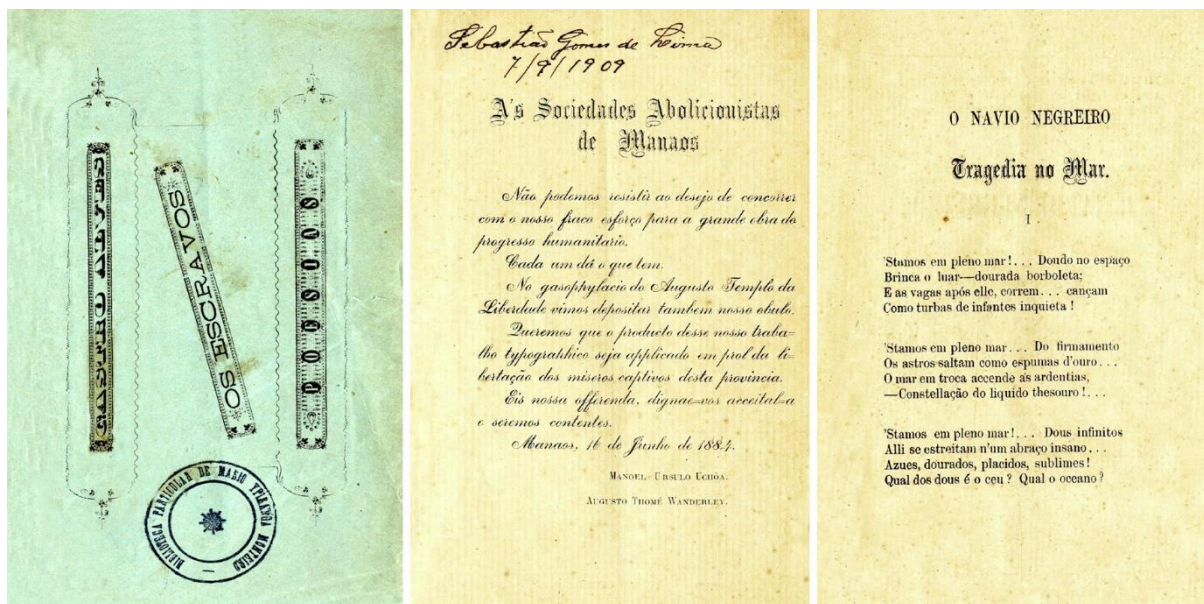 CASTRO ALVES
OS ESCRAVOS
BIBLIOTECA PARTICULAR DE MARIO YPIRANGA MONTEIRO
Sebastião Gomes de Lima
7/9/1909
A's Sociedades Abolicionistas
de Manaos
Não podemos resistir ao desejo de concorrer
com o nosso fraco esforço para a grande obra do
progresso humanitario.
Cada um dá o que tem.
No gasophylacio do Augusto Templo da
Liberdade vimos depositar tambem nosso obulo.
Queremos que o producto desse nosso traba=
lho typographico seja applicado em prol da li=
bertação dos miseros captivos desta provincia.
Eis nossa offerenda, dignae=vos acceital=a
e seremos contentes.
Manaos, 16 de Junho de 1884.
MANOEL URSULO UCHÔA.
AUGUSTO THOMÉ WANDERLEY.
O NAVIO NEGREIRO
Tragedia no Mar.
I
'Stamos em pleno mar!... Doudo no espaço
Brinca o luar—dourada borboleta;
E as vagas após elle, correm... cançam
Como turbas de infantes inquieta !
'Stamos em pleno mar... Do firmamento
Os astros saltam como espumas d'ouro...
O mar em troca accende as ardentias,
—Constellação do liquido thesouro !...
'Stamos em pleno mar!... Dous infinitos
Alli se estreitam n'um abraço insano...
Azues, dourados, placidos, sublimes!
Qual dos dous é o ceu ? Qual o oceano ?